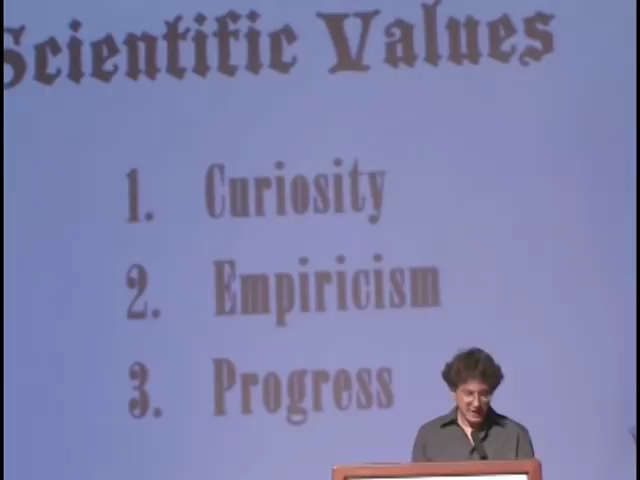 Scientific Values
1. Curiosity
2. Empiricism
3. Progress